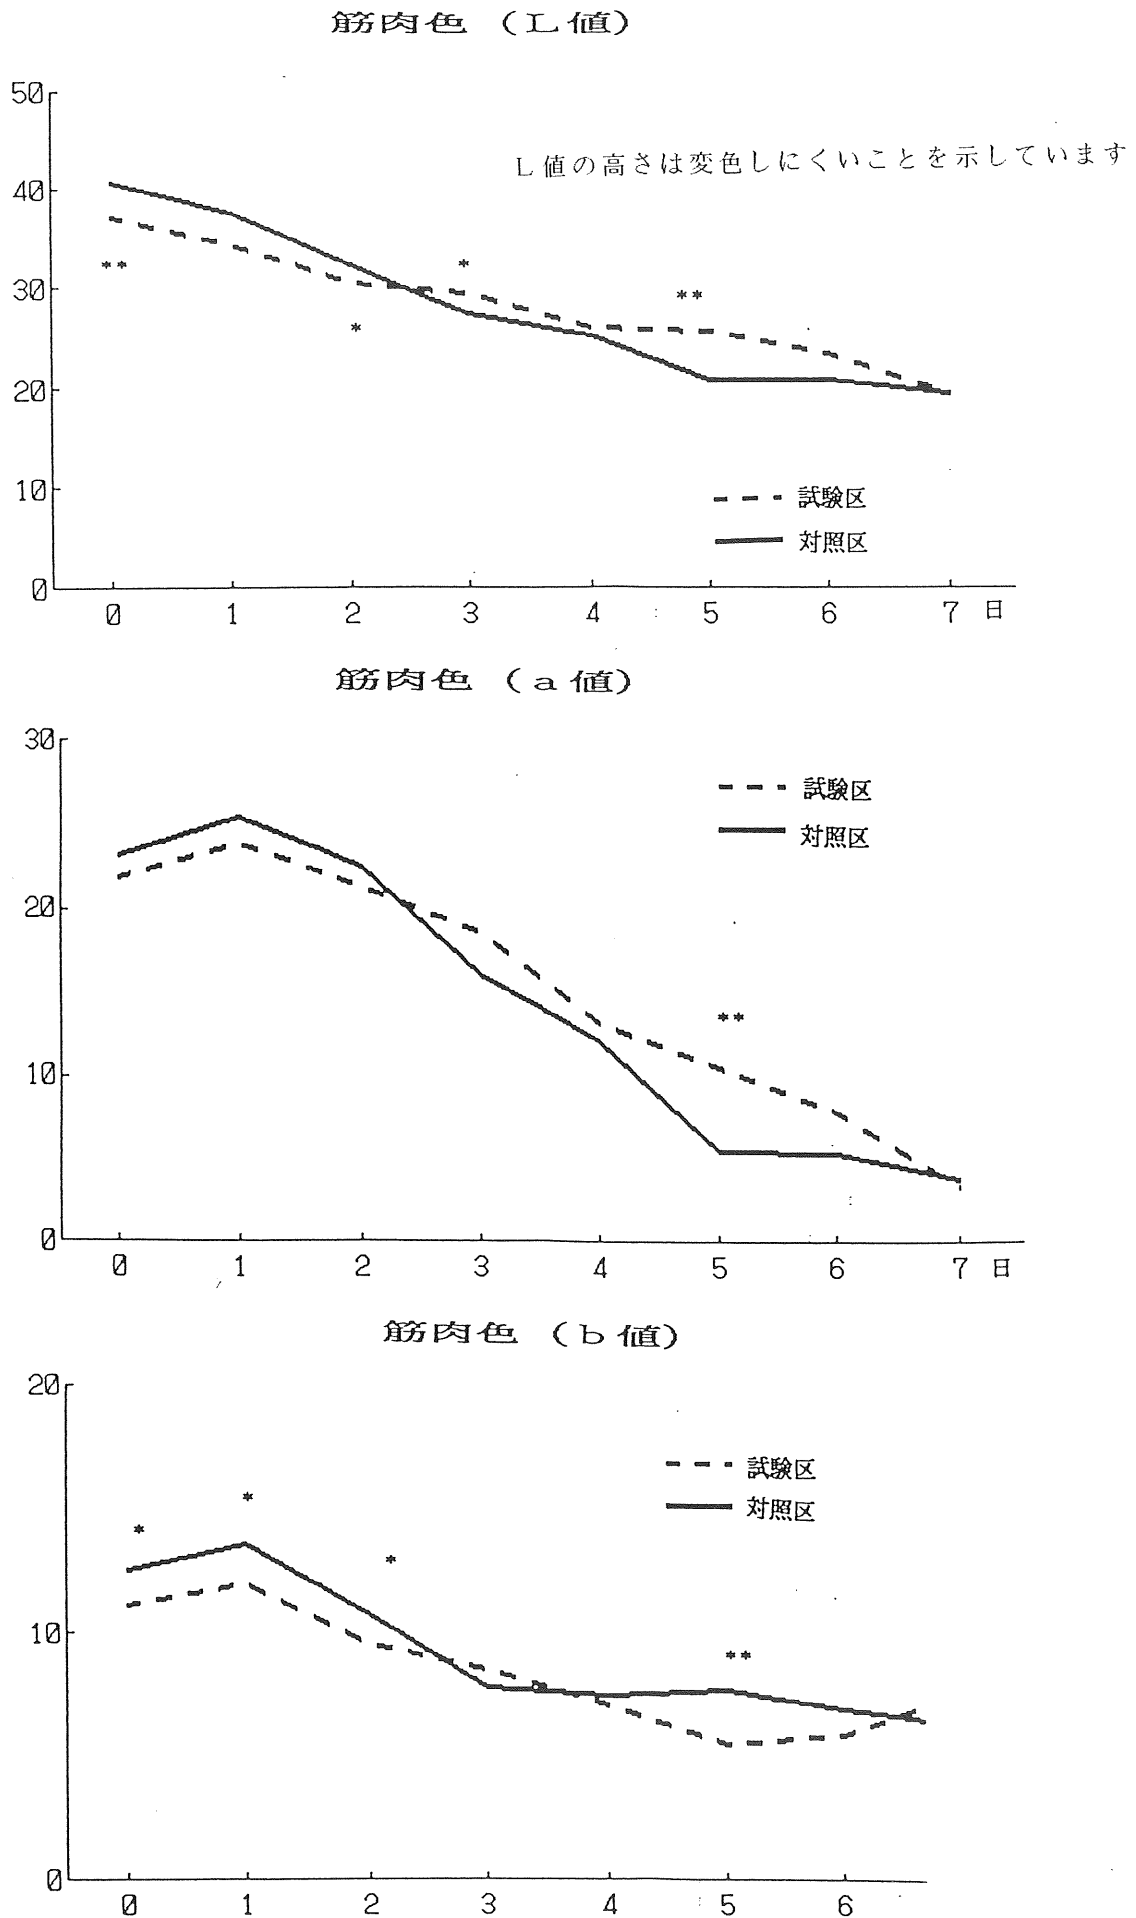 筋肉色 (L値)
50
L値の高さは変色しにくいことを示しています
40
** *
30
**
*
20
10
試験区
対照区
0
0 1 2 3 4 5 6 7 日
筋肉色 (a値)
30
試験区
対照区
20
**
10
0
0 1 2 3 4 5 6 7 日
筋肉色 (b値)
20
試験区
*
対照区
*
*
10
**
0
0 1 2 3 4 5 6